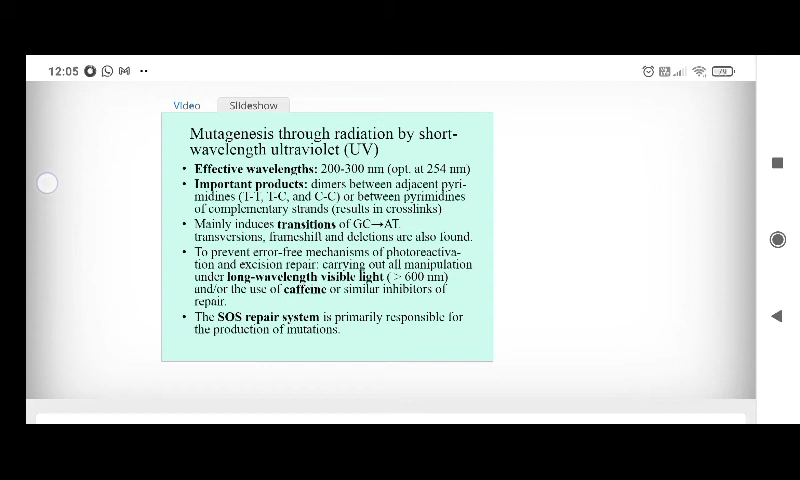 12:05
79
Video Slideshow
Mutagenesis through radiation by short-
wavelength ultraviolet (UV)
• Effective wavelengths: 200-300 nm (opt. at 254 nm)
• Important products: dimers between adjacent pyri-
midines (T-T, T-C, and C-C) or between pyrimidines
of complementary strands (results in crosslinks)
• Mainly induces transitions of GC→AT.
transversions, frameshift and deletions are also found.
• To prevent error-free mechanisms of photoreactiva-
tion and excision repair: carrying out all manipulation
under long-wavelength visible light ( > 600 nm)
and/or the use of caffeine or similar inhibitors of
repair.
• The SOS repair system is primarily responsible for
the production of mutations.